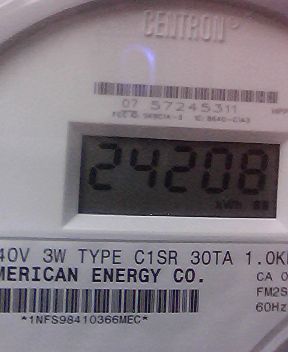 CENTRON®
07 57245311
24208
kWh
40V 3W TYPE C1SR 30TA 1.0K
MERICAN ENERGY CO.
CA 0
FM2S
60Hz
*1NFS98410366MEC*